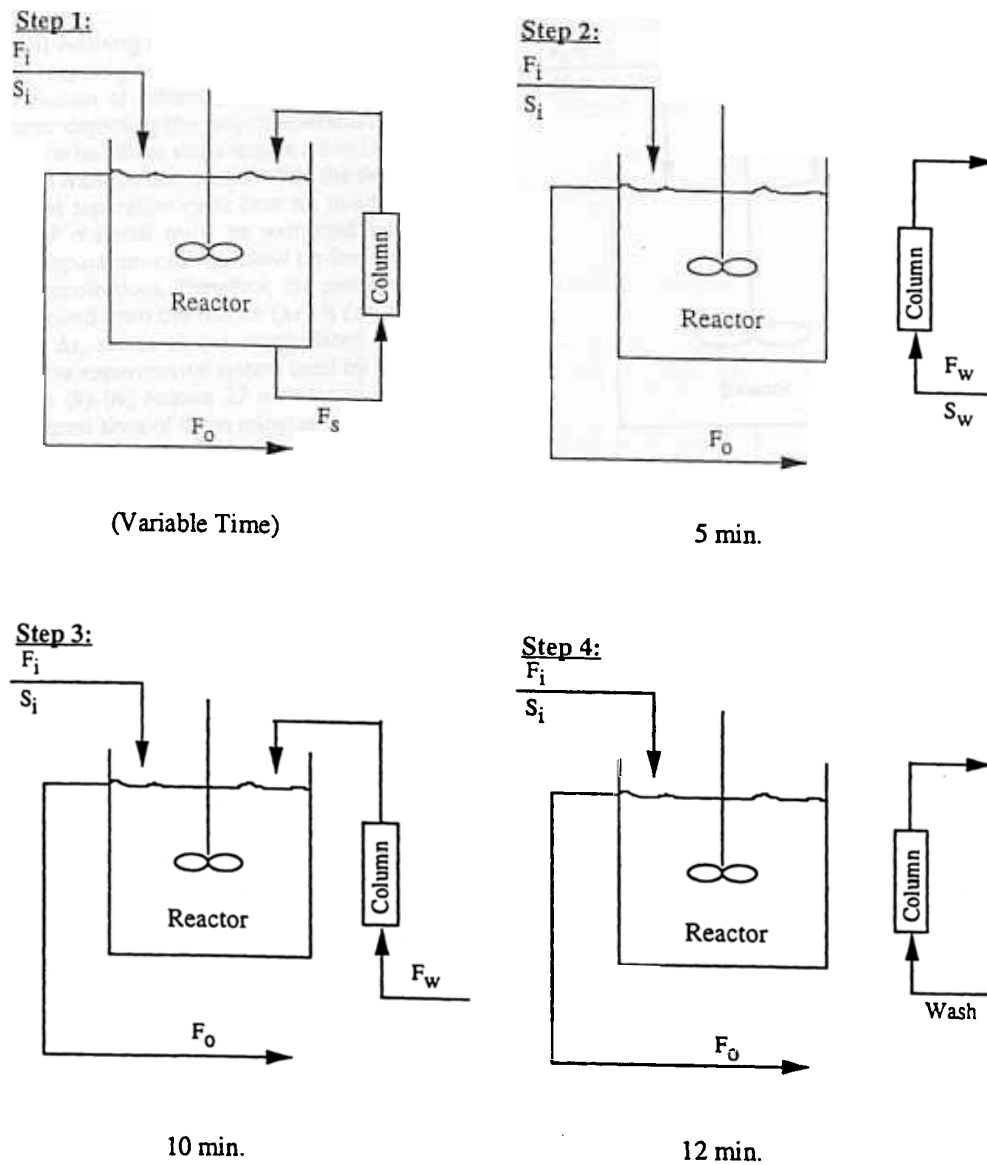 Step 1:
F_i
S_i
Reactor
Column
F_s
F_o
(Variable Time)
Step 2:
F_i
S_i
Reactor
Column
F_w
S_w
F_o
5 min.
Step 3:
F_i
S_i
Reactor
Column
F_w
F_o
10 min.
Step 4:
F_i
S_i
Reactor
Column
Wash
F_o
12 min.